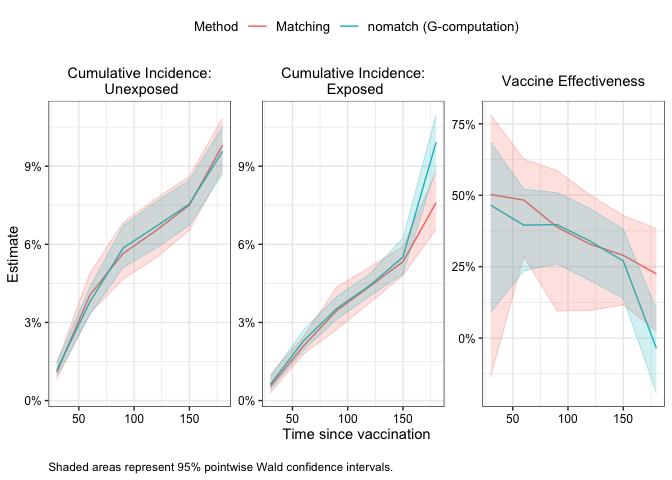 Method Matching nomatch (G-computation)
Cumulative Incidence:
Unexposed
Cumulative Incidence:
Exposed
Vaccine Effectiveness
Estimate
9%
6%
3%
0%
50 100 150
9%
6%
3%
0%
50 100 150
75%
50%
25%
0%
50 100 150
Time since vaccination
Shaded areas represent 95% pointwise Wald confidence intervals.